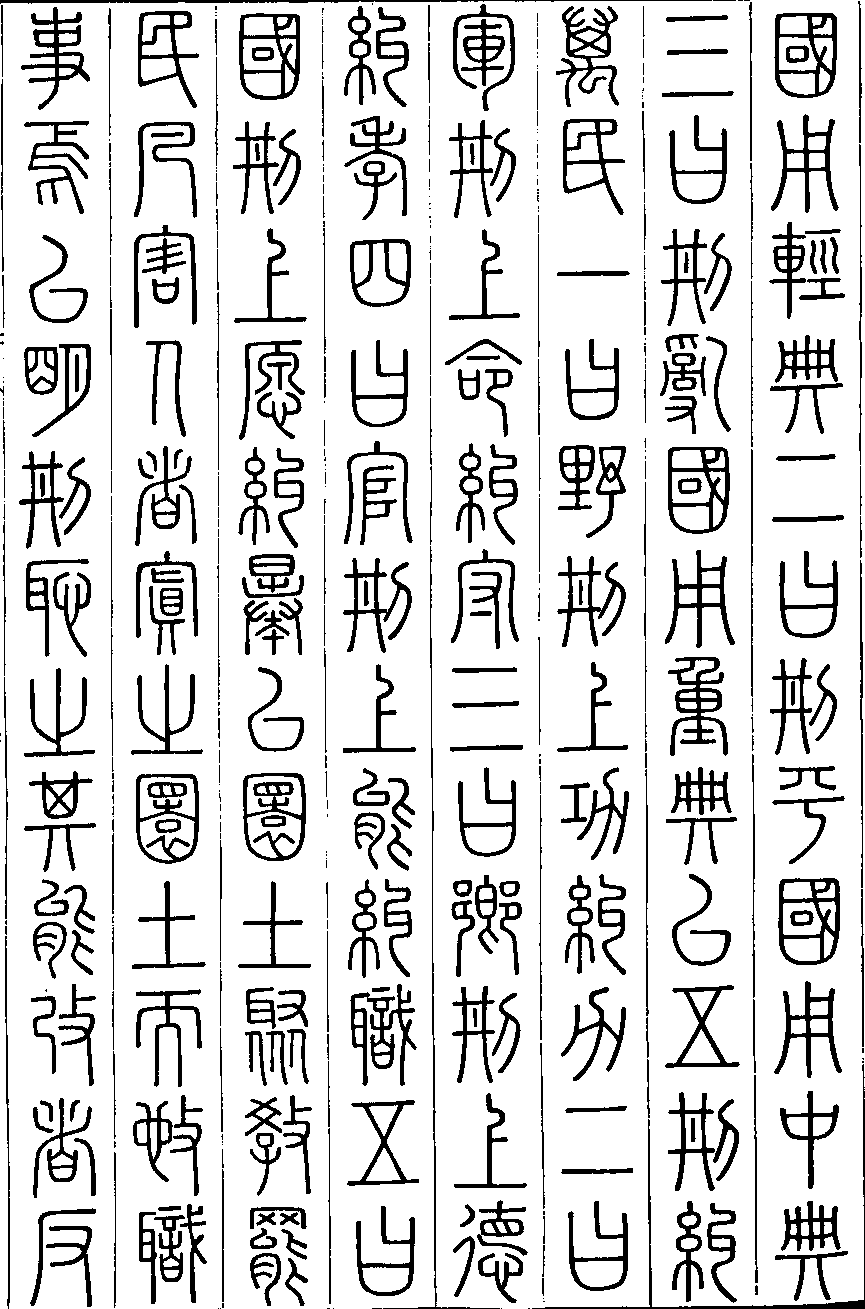 國用輕典二曰刑平國用中典
三曰刑亂國用重典以五刑糾
萬民一曰野刑上功糾力二曰
軍刑上命糾守三曰鄉刑上德
糾孝四曰官刑上能糾職五曰
國刑上愿糾暴以圜土聚教罷
民凡害人者寘之圜土而施職
事焉以明刑恥之其能改者反